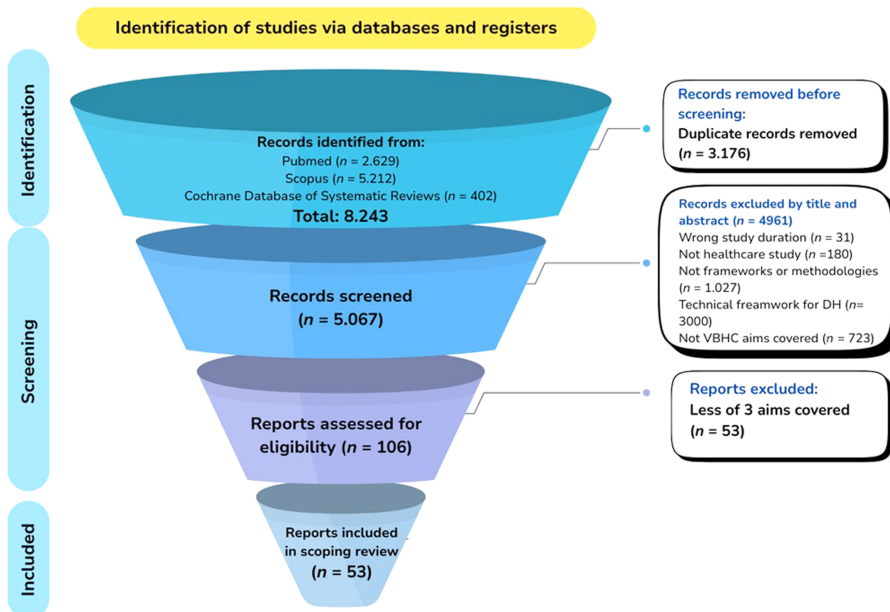 Identification of studies via databases and registers
Identification
Records identified from:
Pubmed (n = 2.629)
Scopus (n = 5.212)
Cochrane Database of Systematic Reviews (n = 402)
Total: 8.243
Records removed before
screening:
Duplicate records removed
(n = 3.176)
Screening
Records screened
(n = 5.067)
Records excluded by title and
abstract (n = 4961)
Wrong study duration (n = 31)
Not healthcare study (n =180)
Not frameworks or methodologies
(n = 1.027)
Technical freamwork for DH (n=
3000)
Not VBHC aims covered (n = 723)
Reports assessed for
eligibility (n = 106)
Reports excluded:
Less of 3 aims covered
(n = 53)
Included
Reports included
in scoping review
(n = 53)